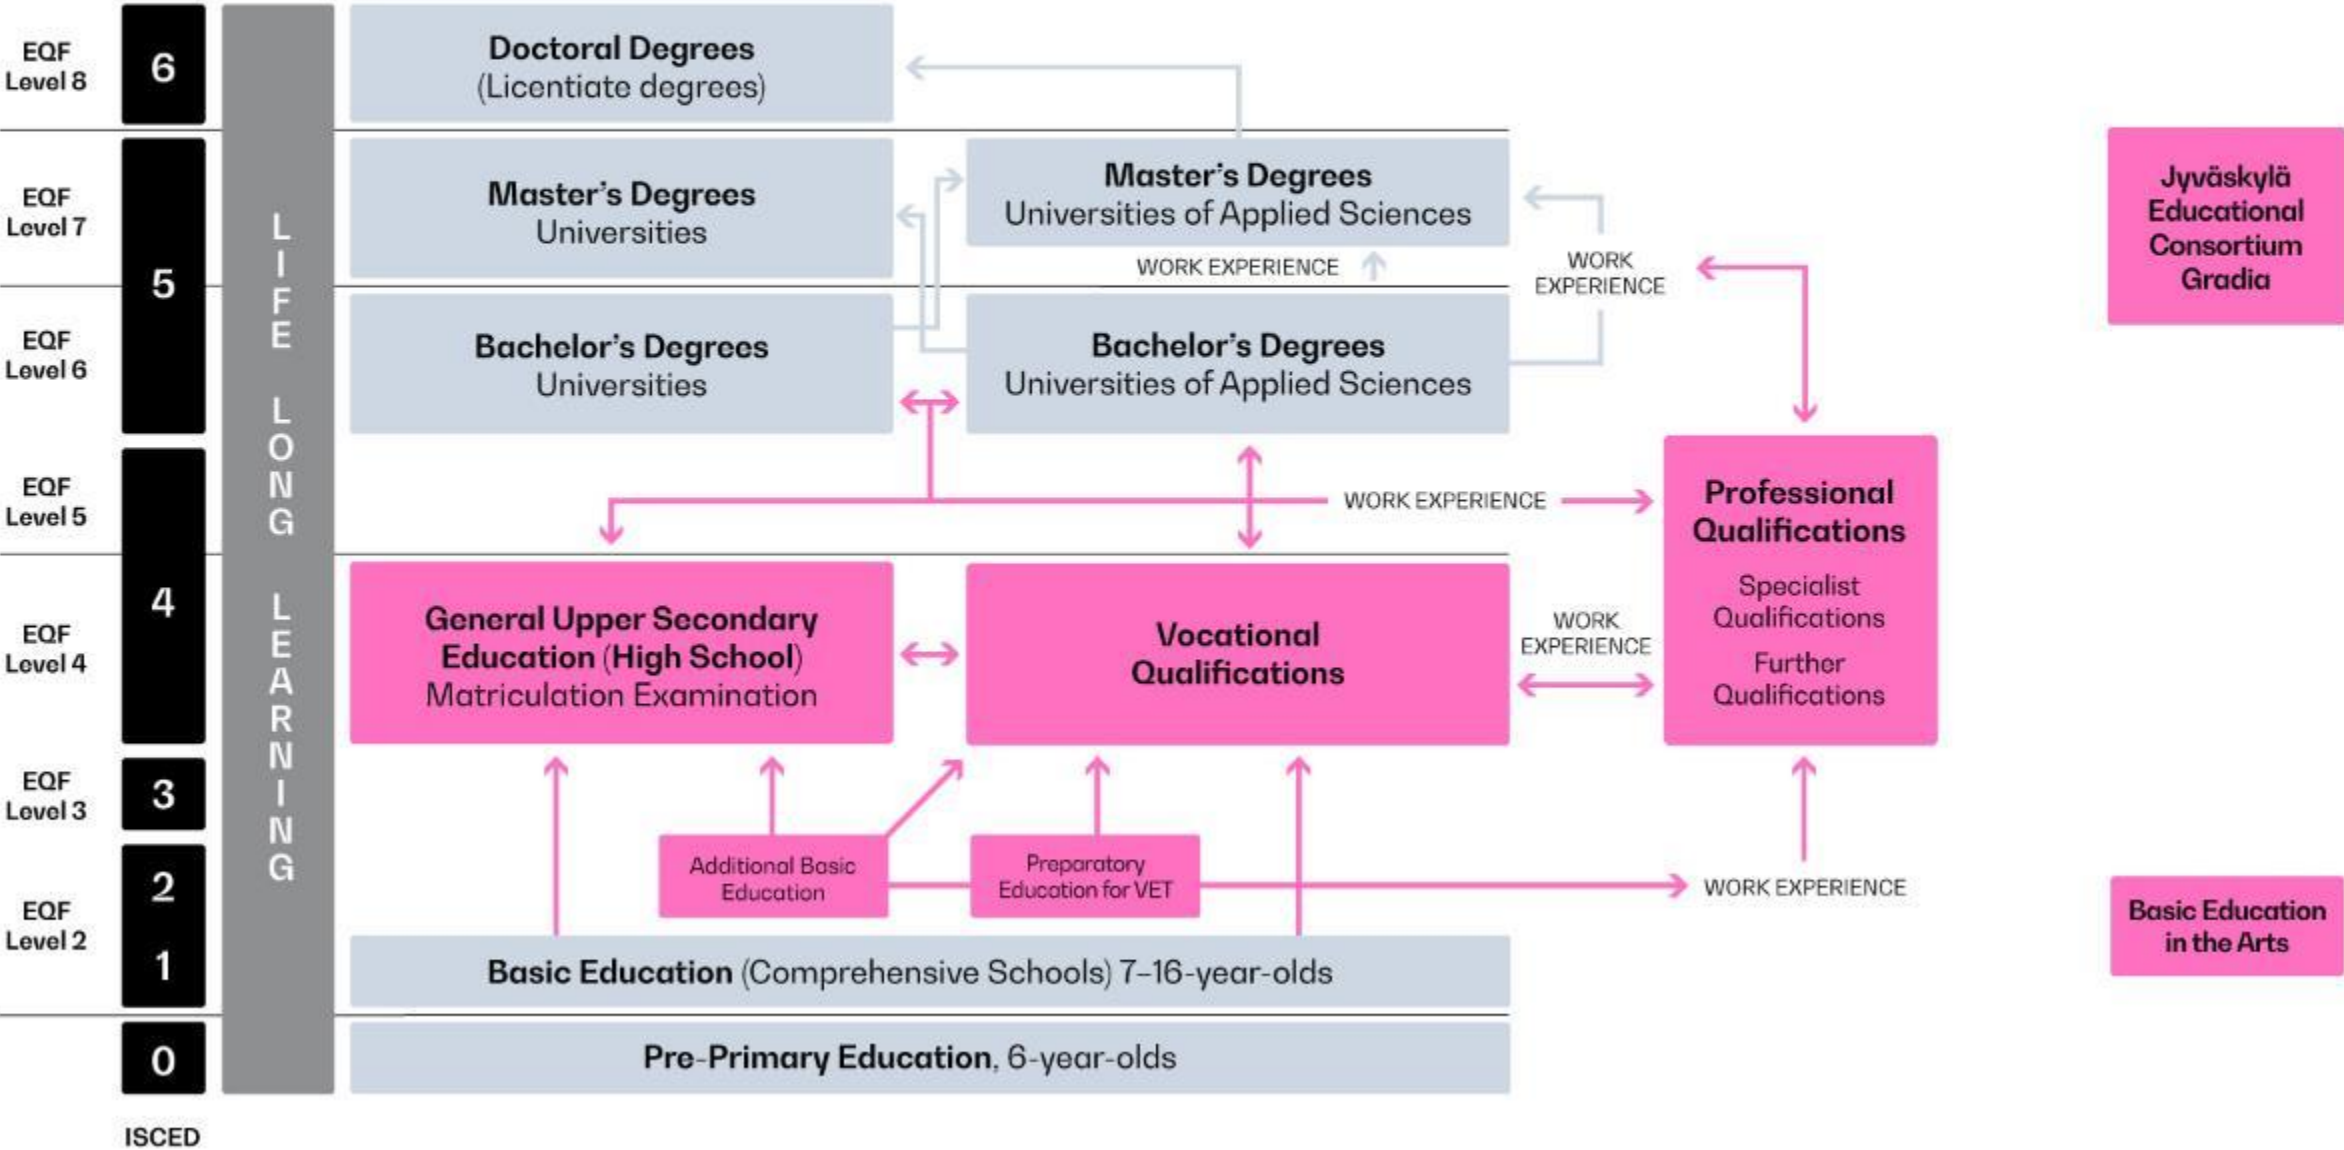 EQF
Level 8
6
Doctoral Degrees
(Licentiate degrees)
EQF
Level 7
5
Master's Degrees
Universities
Master's Degrees
Universities of Applied Sciences
WORK EXPERIENCE
WORK
EXPERIENCE
Jyväskylä
Educational
Consortium
Gradia
EQF
Level 6
Bachelor's Degrees
Universities
Bachelor's Degrees
Universities of Applied Sciences
LIFE LONG LEARNING
EQF
Level 5
WORK EXPERIENCE
Professional
Qualifications
Specialist
Qualifications
Further
Qualifications
4
EQF
Level 4
General Upper Secondary
Education (High School)
Matriculation Examination
Vocational
Qualifications
WORK
EXPERIENCE
EQF
Level 3
3
EQF
Level 2
2
1
Additional Basic
Education
Preparatory
Education for VET
WORK EXPERIENCE
Basic Education
in the Arts
Basic Education (Comprehensive Schools) 7–16-year-olds
0
Pre-Primary Education, 6-year-olds
ISCED